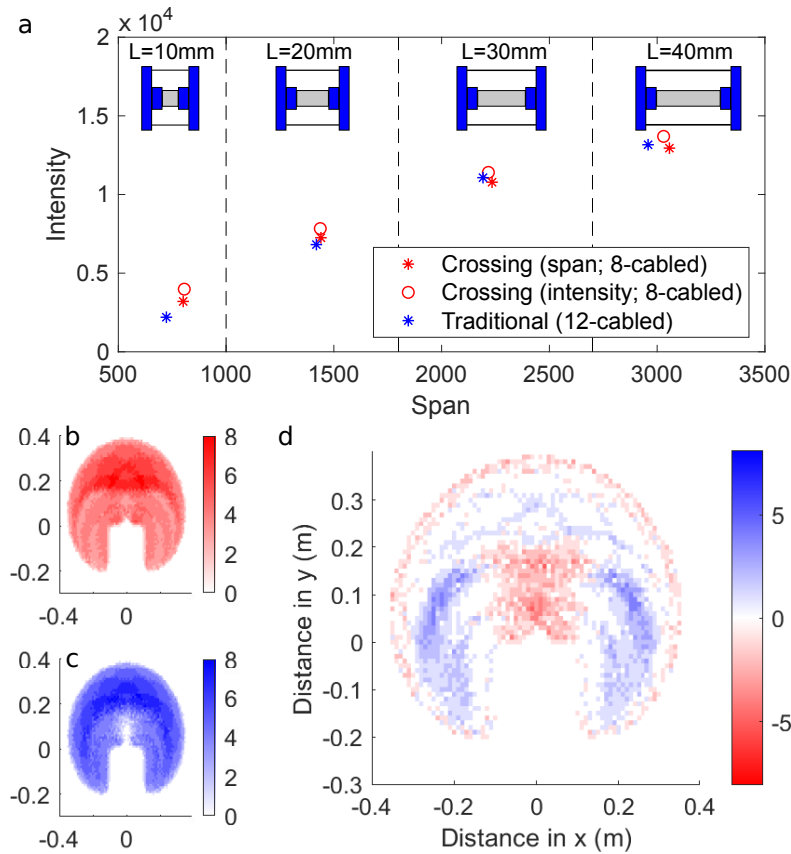 a
2 × 10⁴
L=10mm L=20mm L=30mm L=40mm
1.5
1
0.5
0
Intensity
Crossing (span; 8-cabled)
Crossing (intensity; 8-cabled)
Traditional (12-cabled)
500 1000 1500 2000 2500 3000 3500
Span
b
0.4
0.2
0
-0.2
-0.4 0
8
6
4
2
0
c
0.4
0.2
0
-0.2
-0.4 0
8
6
4
2
0
d
0.3
0.2
0.1
0
-0.1
-0.2
-0.3
Distance in y (m)
-0.4 -0.2 0 0.2 0.4
Distance in x (m)
5
0
-5